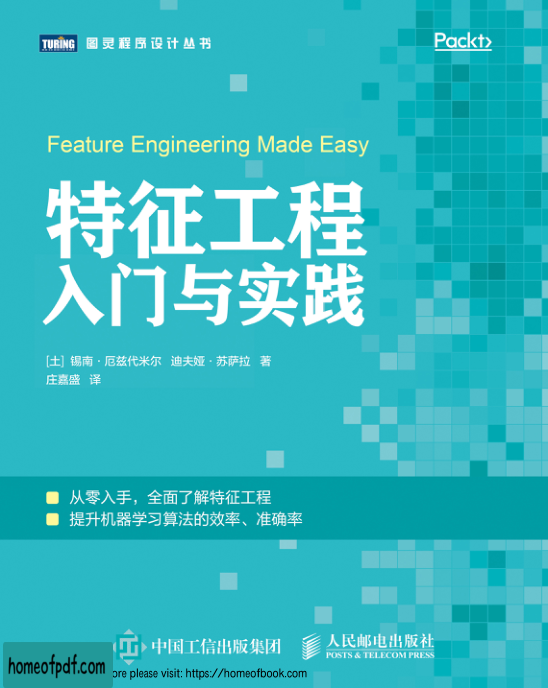 TURING 图灵程序设计丛书
Packt>
Feature Engineering Made Easy
特征工程
入门与实践
[土] 锡南·厄兹代米尔 迪夫娅·苏萨拉 著
庄嘉盛 译
从零入手，全面了解特征工程
提升机器学习算法的效率、准确率
中国工信出版集团 人民邮电出版社
POSTS & TELECOM PRESS
homeofpdf.com ore please visit: https://homeofbook.com